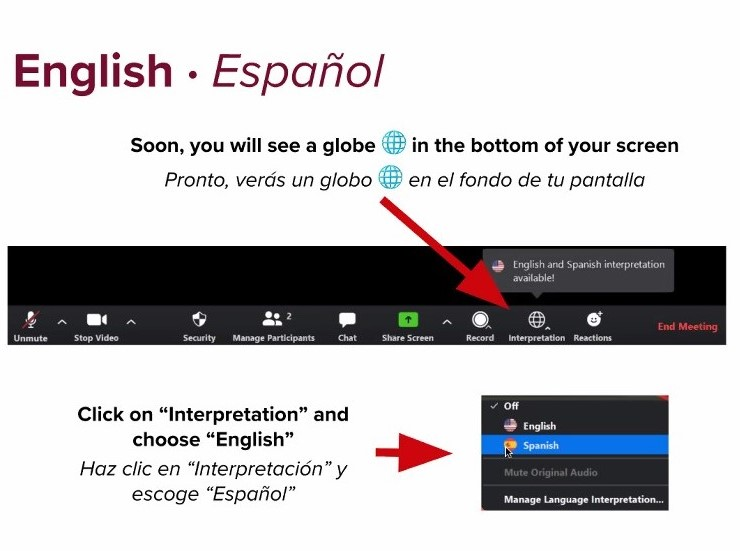 English · Español
Soon, you will see a globe in the bottom of your screen
Pronto, verás un globo en el fondo de tu pantalla
English and Spanish interpretation
available!
2
Unmute Stop Video Security Manage Participants Chat Share Screen Record Interpretation Reactions End Meeting
Click on “Interpretation” and
choose “English”
Haz clic en “Interpretación” y
escoge “Español”
Off
English
Spanish
Mute Original Audio
Manage Language Interpretation...